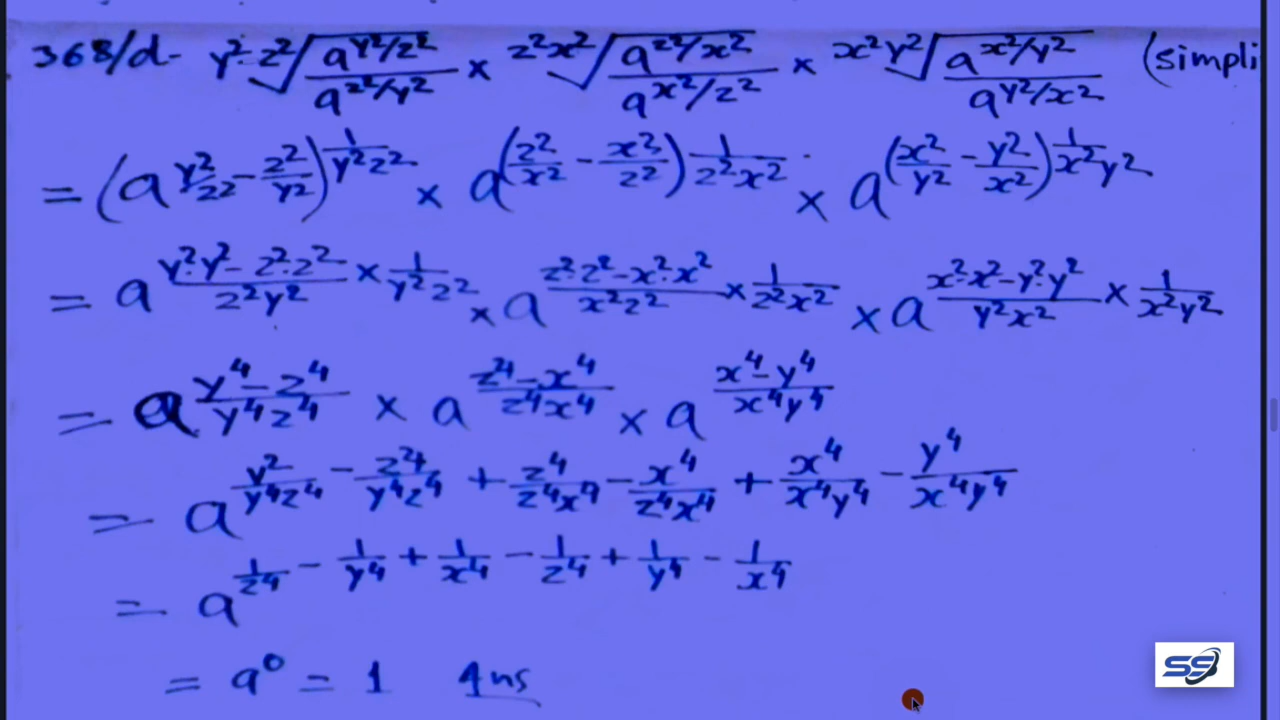 368/d- ʸ²·ᶻ²√(a^(y²/z²) / a^(z²/y²)) × ᶻ²ˣ²√(a^(z²/x²) / a^(x²/z²)) × ˣ²ʸ²√(a^(x²/y²) / a^(y²/x²)) (simpli
= (a^(y²/z² - z²/y²))^(1/y²z²) × a^((z²/x² - x²/z²) 1/z²x²) × a^((x²/y² - y²/x²) 1/x²y²)
= a^((y²·y² - z²·z²)/z²y² × 1/y²z²) × a^((z²·z² - x²·x²)/x²z² × 1/z²x²) × a^((x²·x² - y²·y²)/y²x² × 1/x²y²)
= a^((y⁴ - z⁴)/y⁴z⁴) × a^((z⁴ - x⁴)/z⁴x⁴) × a^((x⁴ - y⁴)/x⁴y⁴)
= a^(y²/y⁴z⁴ - z⁴/y⁴z⁴ + z⁴/z⁴x⁴ - x⁴/z⁴x⁴ + x⁴/x⁴y⁴ - y⁴/x⁴y⁴)
= a^(1/z⁴ - 1/y⁴ + 1/x⁴ - 1/z⁴ + 1/y⁴ - 1/x⁴)
= a⁰ = 1 Ans
SS